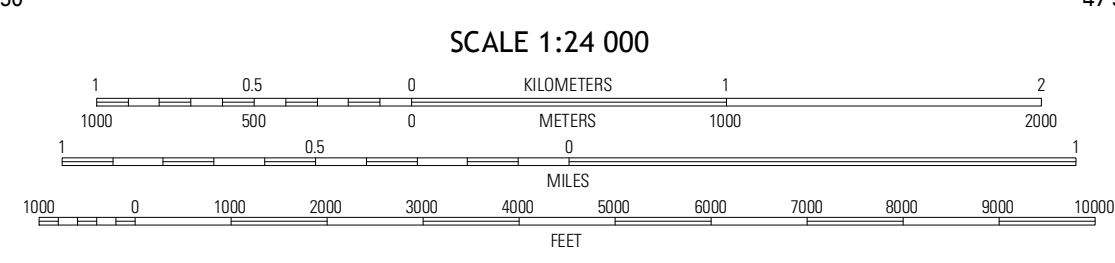 SCALE 1:24 000
1 0.5 0 KILOMETERS 1 2
1000 500 0 METERS 1000 2000
1 0.5 0 1
MILES
1000 0 1000 2000 3000 4000 5000 6000 7000 8000 9000 10000
FEET